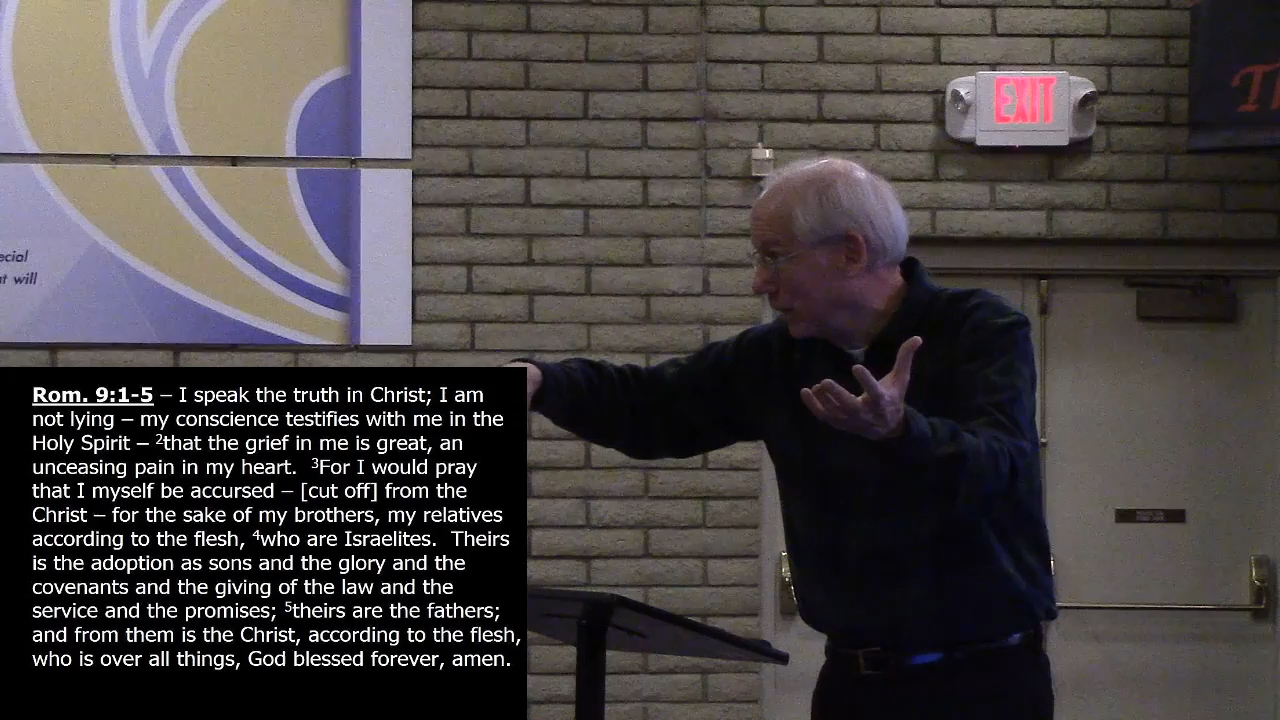 ecial
t will
EXIT
T
Rom. 9:1-5 – I speak the truth in Christ; I am
not lying – my conscience testifies with me in the
Holy Spirit – ²that the grief in me is great, an
unceasing pain in my heart.  ³For I would pray
that I myself be accursed – [cut off] from the
Christ – for the sake of my brothers, my relatives
according to the flesh, ⁴who are Israelites.  Theirs
is the adoption as sons and the glory and the
covenants and the giving of the law and the
service and the promises; ⁵theirs are the fathers;
and from them is the Christ, according to the flesh,
who is over all things, God blessed forever, amen.